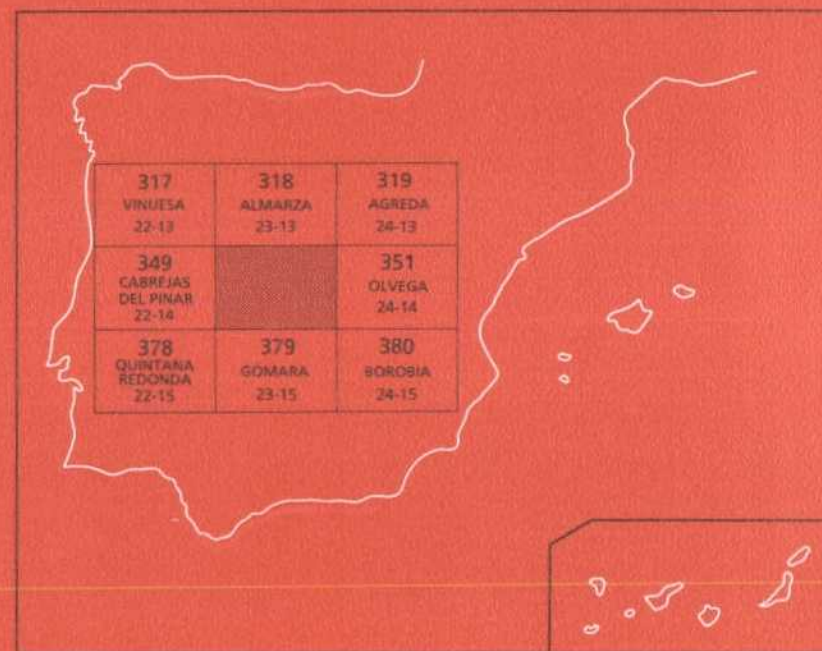 317
VINUESA
22-13
318
ALMARZA
23-13
319
AGREDA
24-13
349
CABREJAS
DEL PINAR
22-14
351
OLVEGA
24-14
378
QUINTANA
REDONDA
22-15
379
GOMARA
23-15
380
BOROBIA
24-15